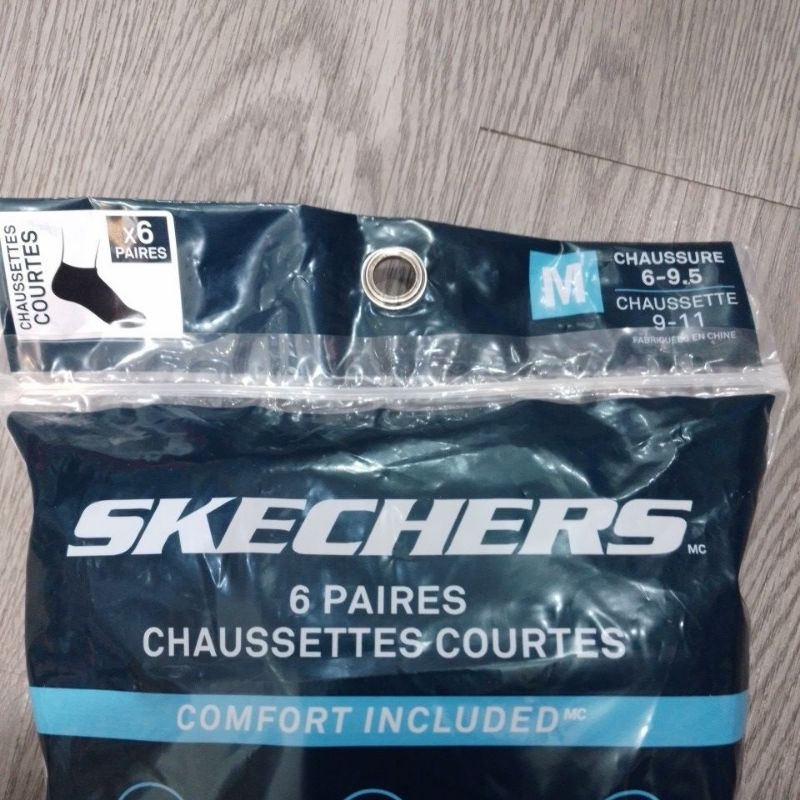 CHAUSSETTES
COURTES
x6
PAIRES
M
CHAUSSURE
6-9.5
CHAUSSETTE
9-11
FABRIQUÉES EN CHINE
SKECHERS MC
6 PAIRES
CHAUSSETTES COURTES
COMFORT INCLUDED MC